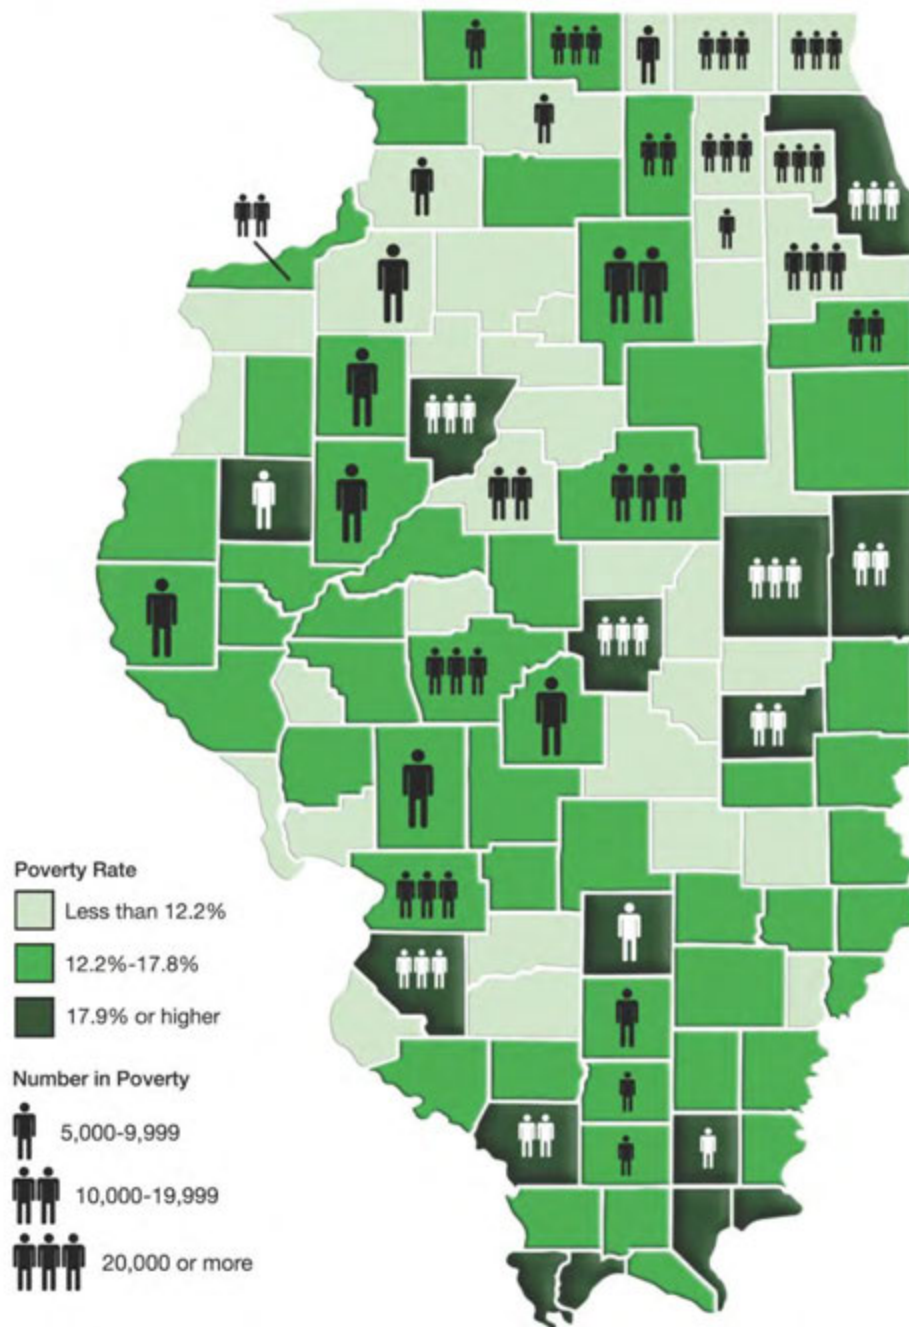 Poverty Rate
Less than 12.2%
12.2%-17.8%
17.9% or higher
Number in Poverty
5,000-9,999
10,000-19,999
20,000 or more